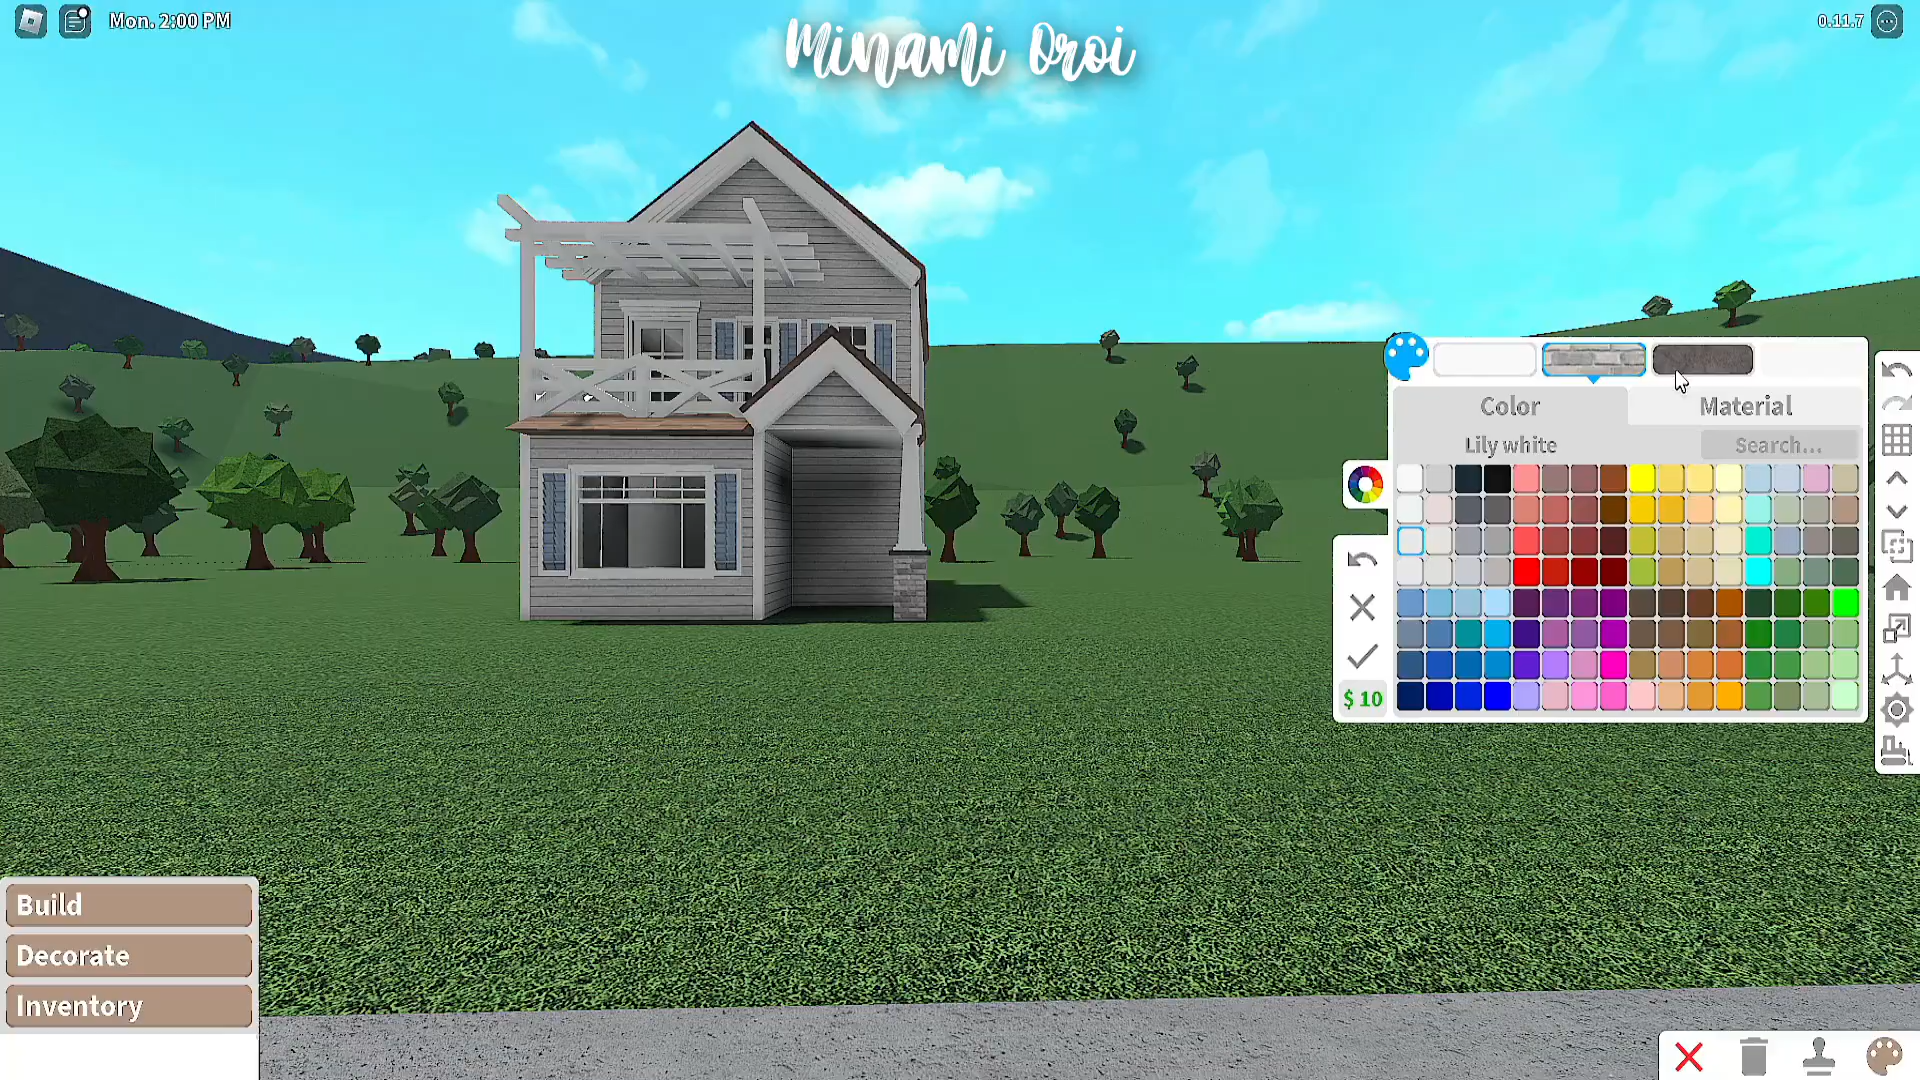 Mon. 2:00 PM
Minami Oroi
0.11.7
Color
Material
Lily white
Search...
$ 10
Build
Decorate
Inventory